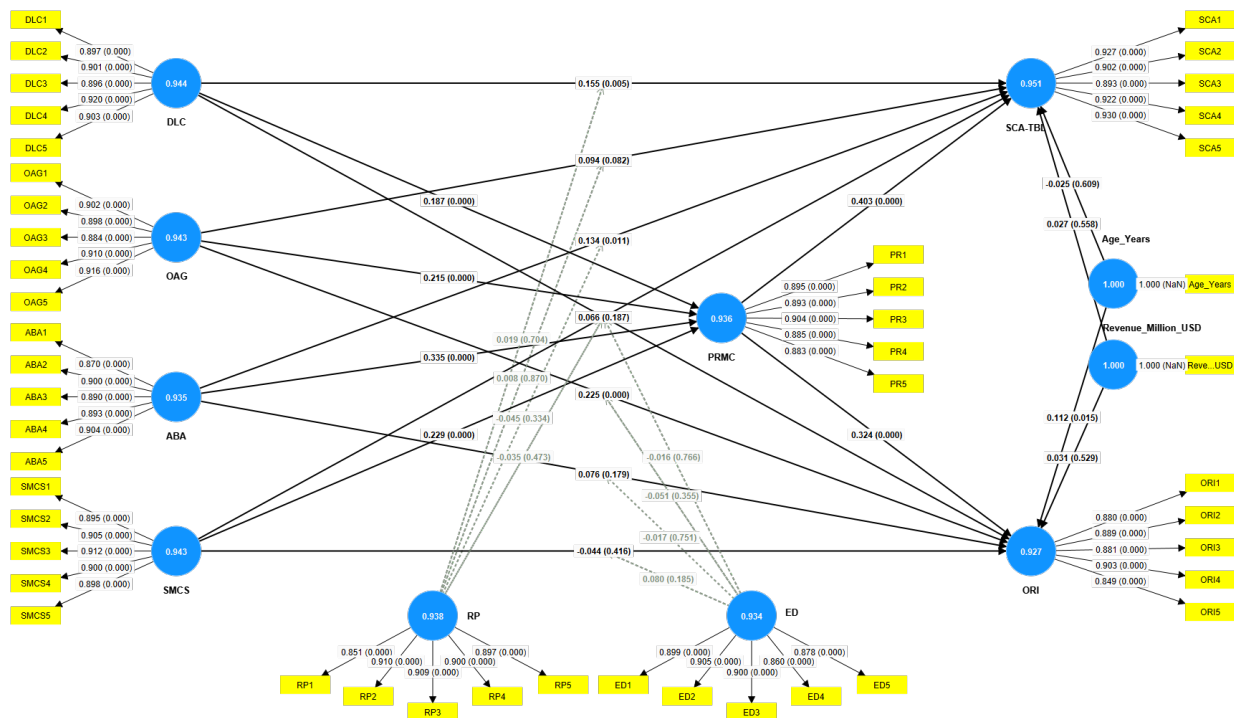 DLC1
DLC2
DLC3
DLC4
DLC5
0.897 (0.000)
0.901 (0.000)
0.896 (0.000)
0.920 (0.000)
0.903 (0.000)
0.944
DLC
OAG1
OAG2
OAG3
OAG4
OAG5
0.902 (0.000)
0.898 (0.000)
0.884 (0.000)
0.910 (0.000)
0.916 (0.000)
0.943
OAG
ABA1
ABA2
ABA3
ABA4
ABA5
0.870 (0.000)
0.900 (0.000)
0.890 (0.000)
0.893 (0.000)
0.904 (0.000)
0.935
ABA
SMCS1
SMCS2
SMCS3
SMCS4
SMCS5
0.895 (0.000)
0.905 (0.000)
0.912 (0.000)
0.900 (0.000)
0.898 (0.000)
0.943
SMCS
0.155 (0.005)
0.094 (0.082)
0.187 (0.000)
0.403 (0.000)
0.134 (0.011)
0.215 (0.000)
0.066 (0.187)
0.019 (0.704)
0.335 (0.000)
0.008 (0.870)
0.225 (0.000)
-0.045 (0.334)
0.229 (0.000)
0.324 (0.000)
-0.035 (0.473)
-0.016 (0.766)
0.076 (0.179)
-0.051 (0.355)
-0.017 (0.751)
-0.044 (0.416)
0.080 (0.185)
0.936
PRMC
0.895 (0.000)
0.893 (0.000)
0.904 (0.000)
0.885 (0.000)
0.883 (0.000)
PR1
PR2
PR3
PR4
PR5
0.951
SCA-TBL
0.927 (0.000)
0.902 (0.000)
0.893 (0.000)
0.922 (0.000)
0.930 (0.000)
SCA1
SCA2
SCA3
SCA4
SCA5
-0.025 (0.609)
0.027 (0.558)
Age_Years
1.000
1.000 (NaN)
Age_Years
Revenue_Million_USD
1.000
1.000 (NaN)
Reve...USD
0.112 (0.015)
0.031 (0.529)
0.927
ORI
0.880 (0.000)
0.889 (0.000)
0.881 (0.000)
0.903 (0.000)
0.849 (0.000)
ORI1
ORI2
ORI3
ORI4
ORI5
0.938
RP
0.851 (0.000)
0.910 (0.000)
0.909 (0.000)
0.900 (0.000)
0.897 (0.000)
RP1
RP2
RP3
RP4
RP5
0.934
ED
0.899 (0.000)
0.905 (0.000)
0.900 (0.000)
0.860 (0.000)
0.878 (0.000)
ED1
ED2
ED3
ED4
ED5